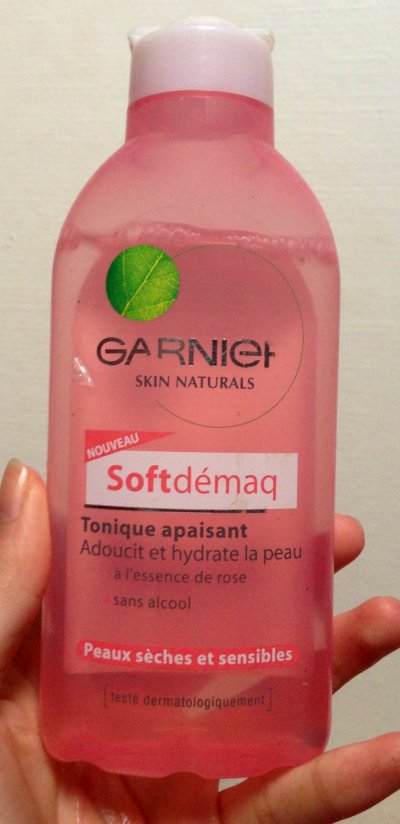 GARNIER
SKIN NATURALS
NOUVEAU
Softdémaq
Tonique apaisant
Adoucit et hydrate la peau
à l'essence de rose
• sans alcool
Peaux sèches et sensibles
[testé dermatologiquement]